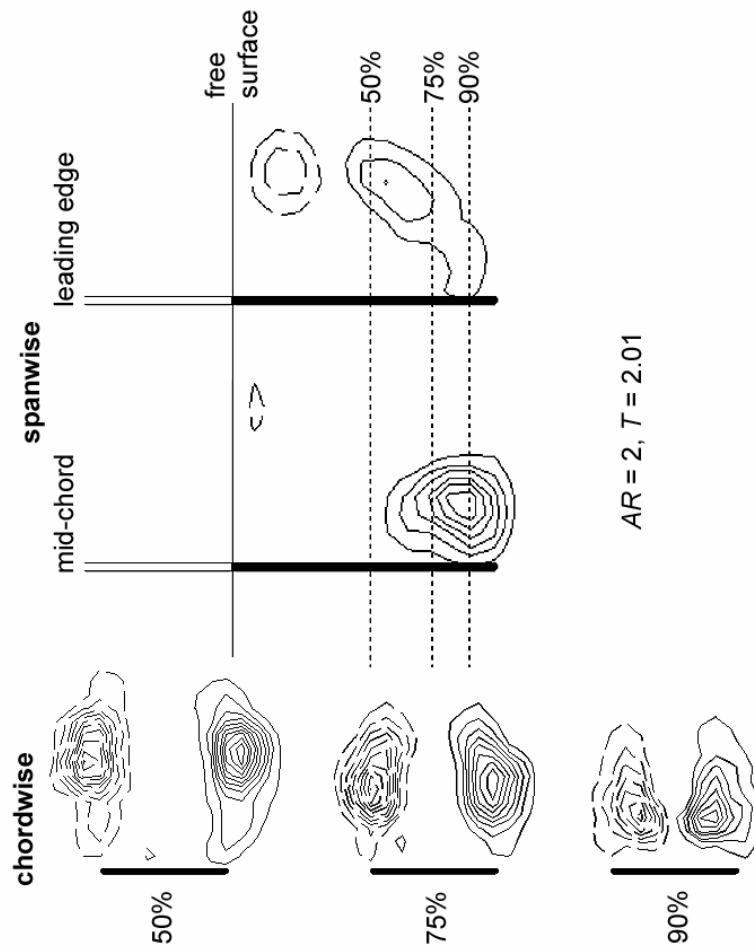 spanwise
mid-chord
leading edge
free
surface
50%
75%
90%
chordwise
50%
75%
90%
AR = 2, T = 2.01